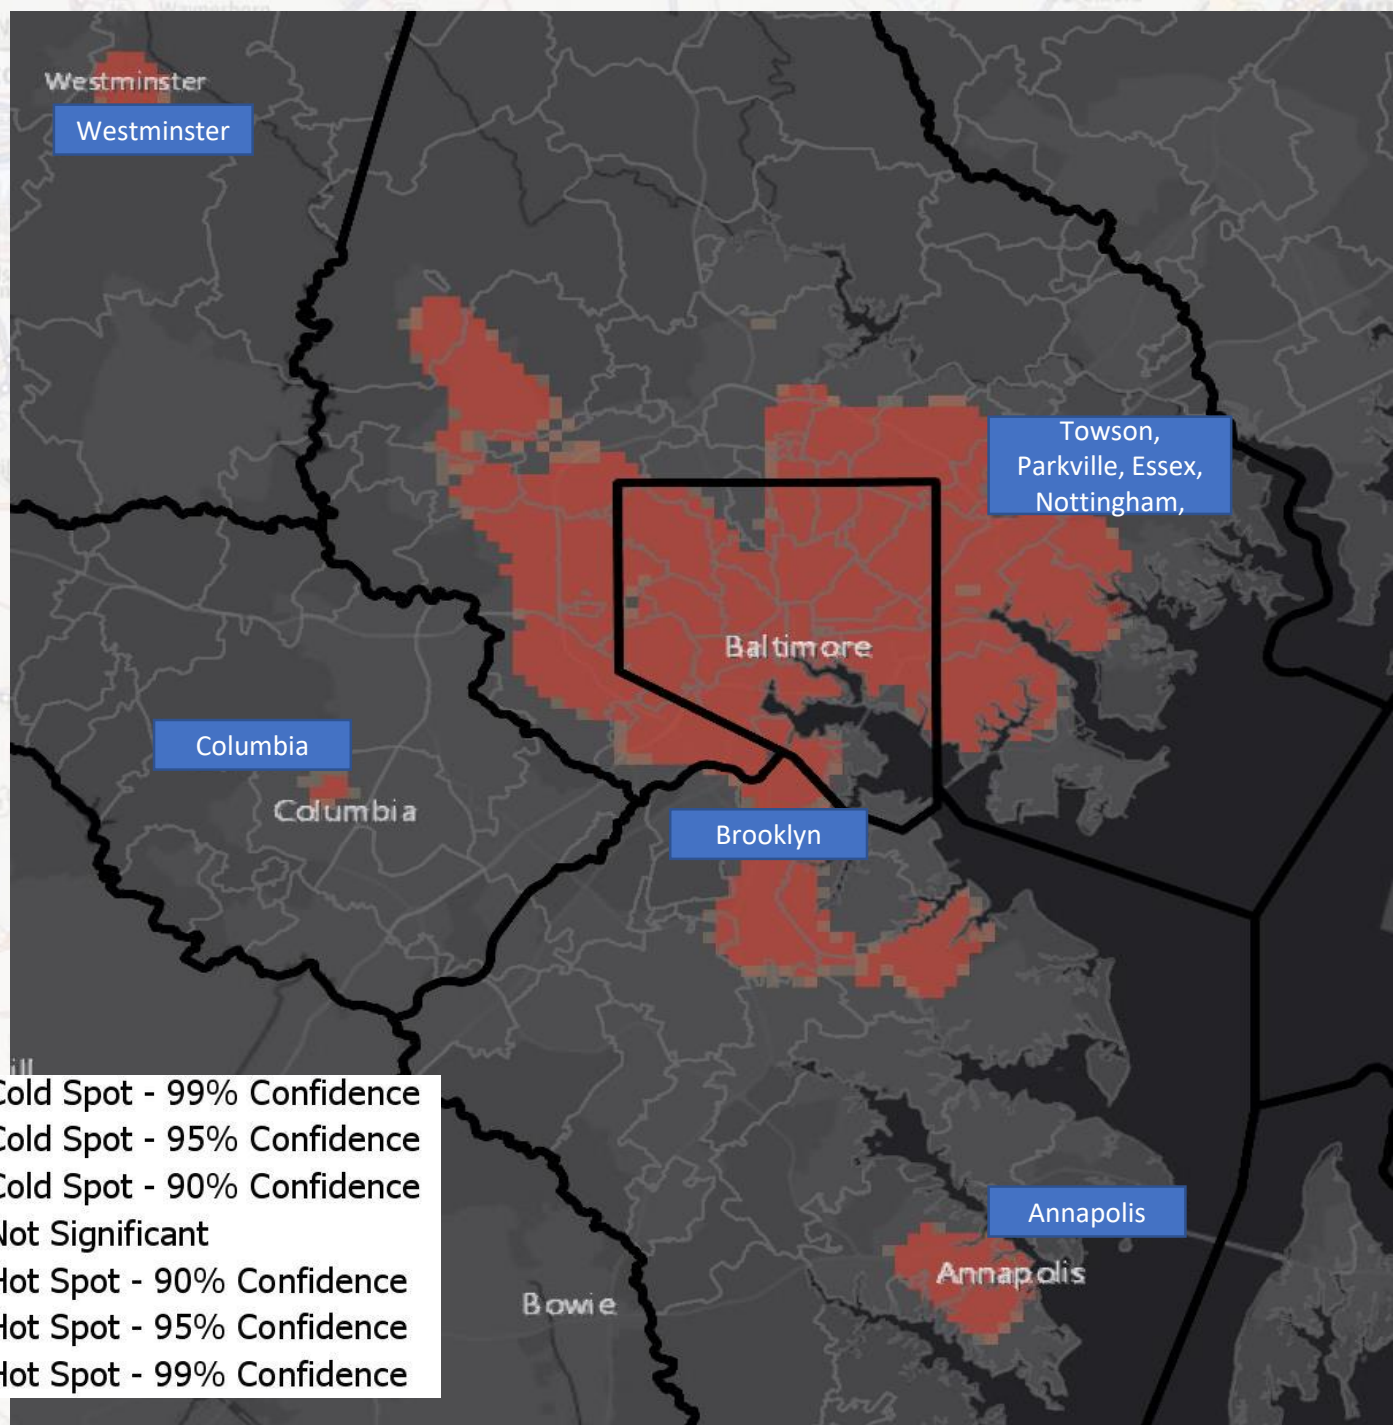 Westminster
Westminster
Towson,
Parkville, Essex,
Nottingham,
Baltimore
Columbia
Columbia
Brooklyn
ill
Cold Spot - 99% Confidence
Cold Spot - 95% Confidence
Cold Spot - 90% Confidence
Not Significant
Hot Spot - 90% Confidence
Hot Spot - 95% Confidence
Hot Spot - 99% Confidence
Annapolis
Annapolis
Bowie